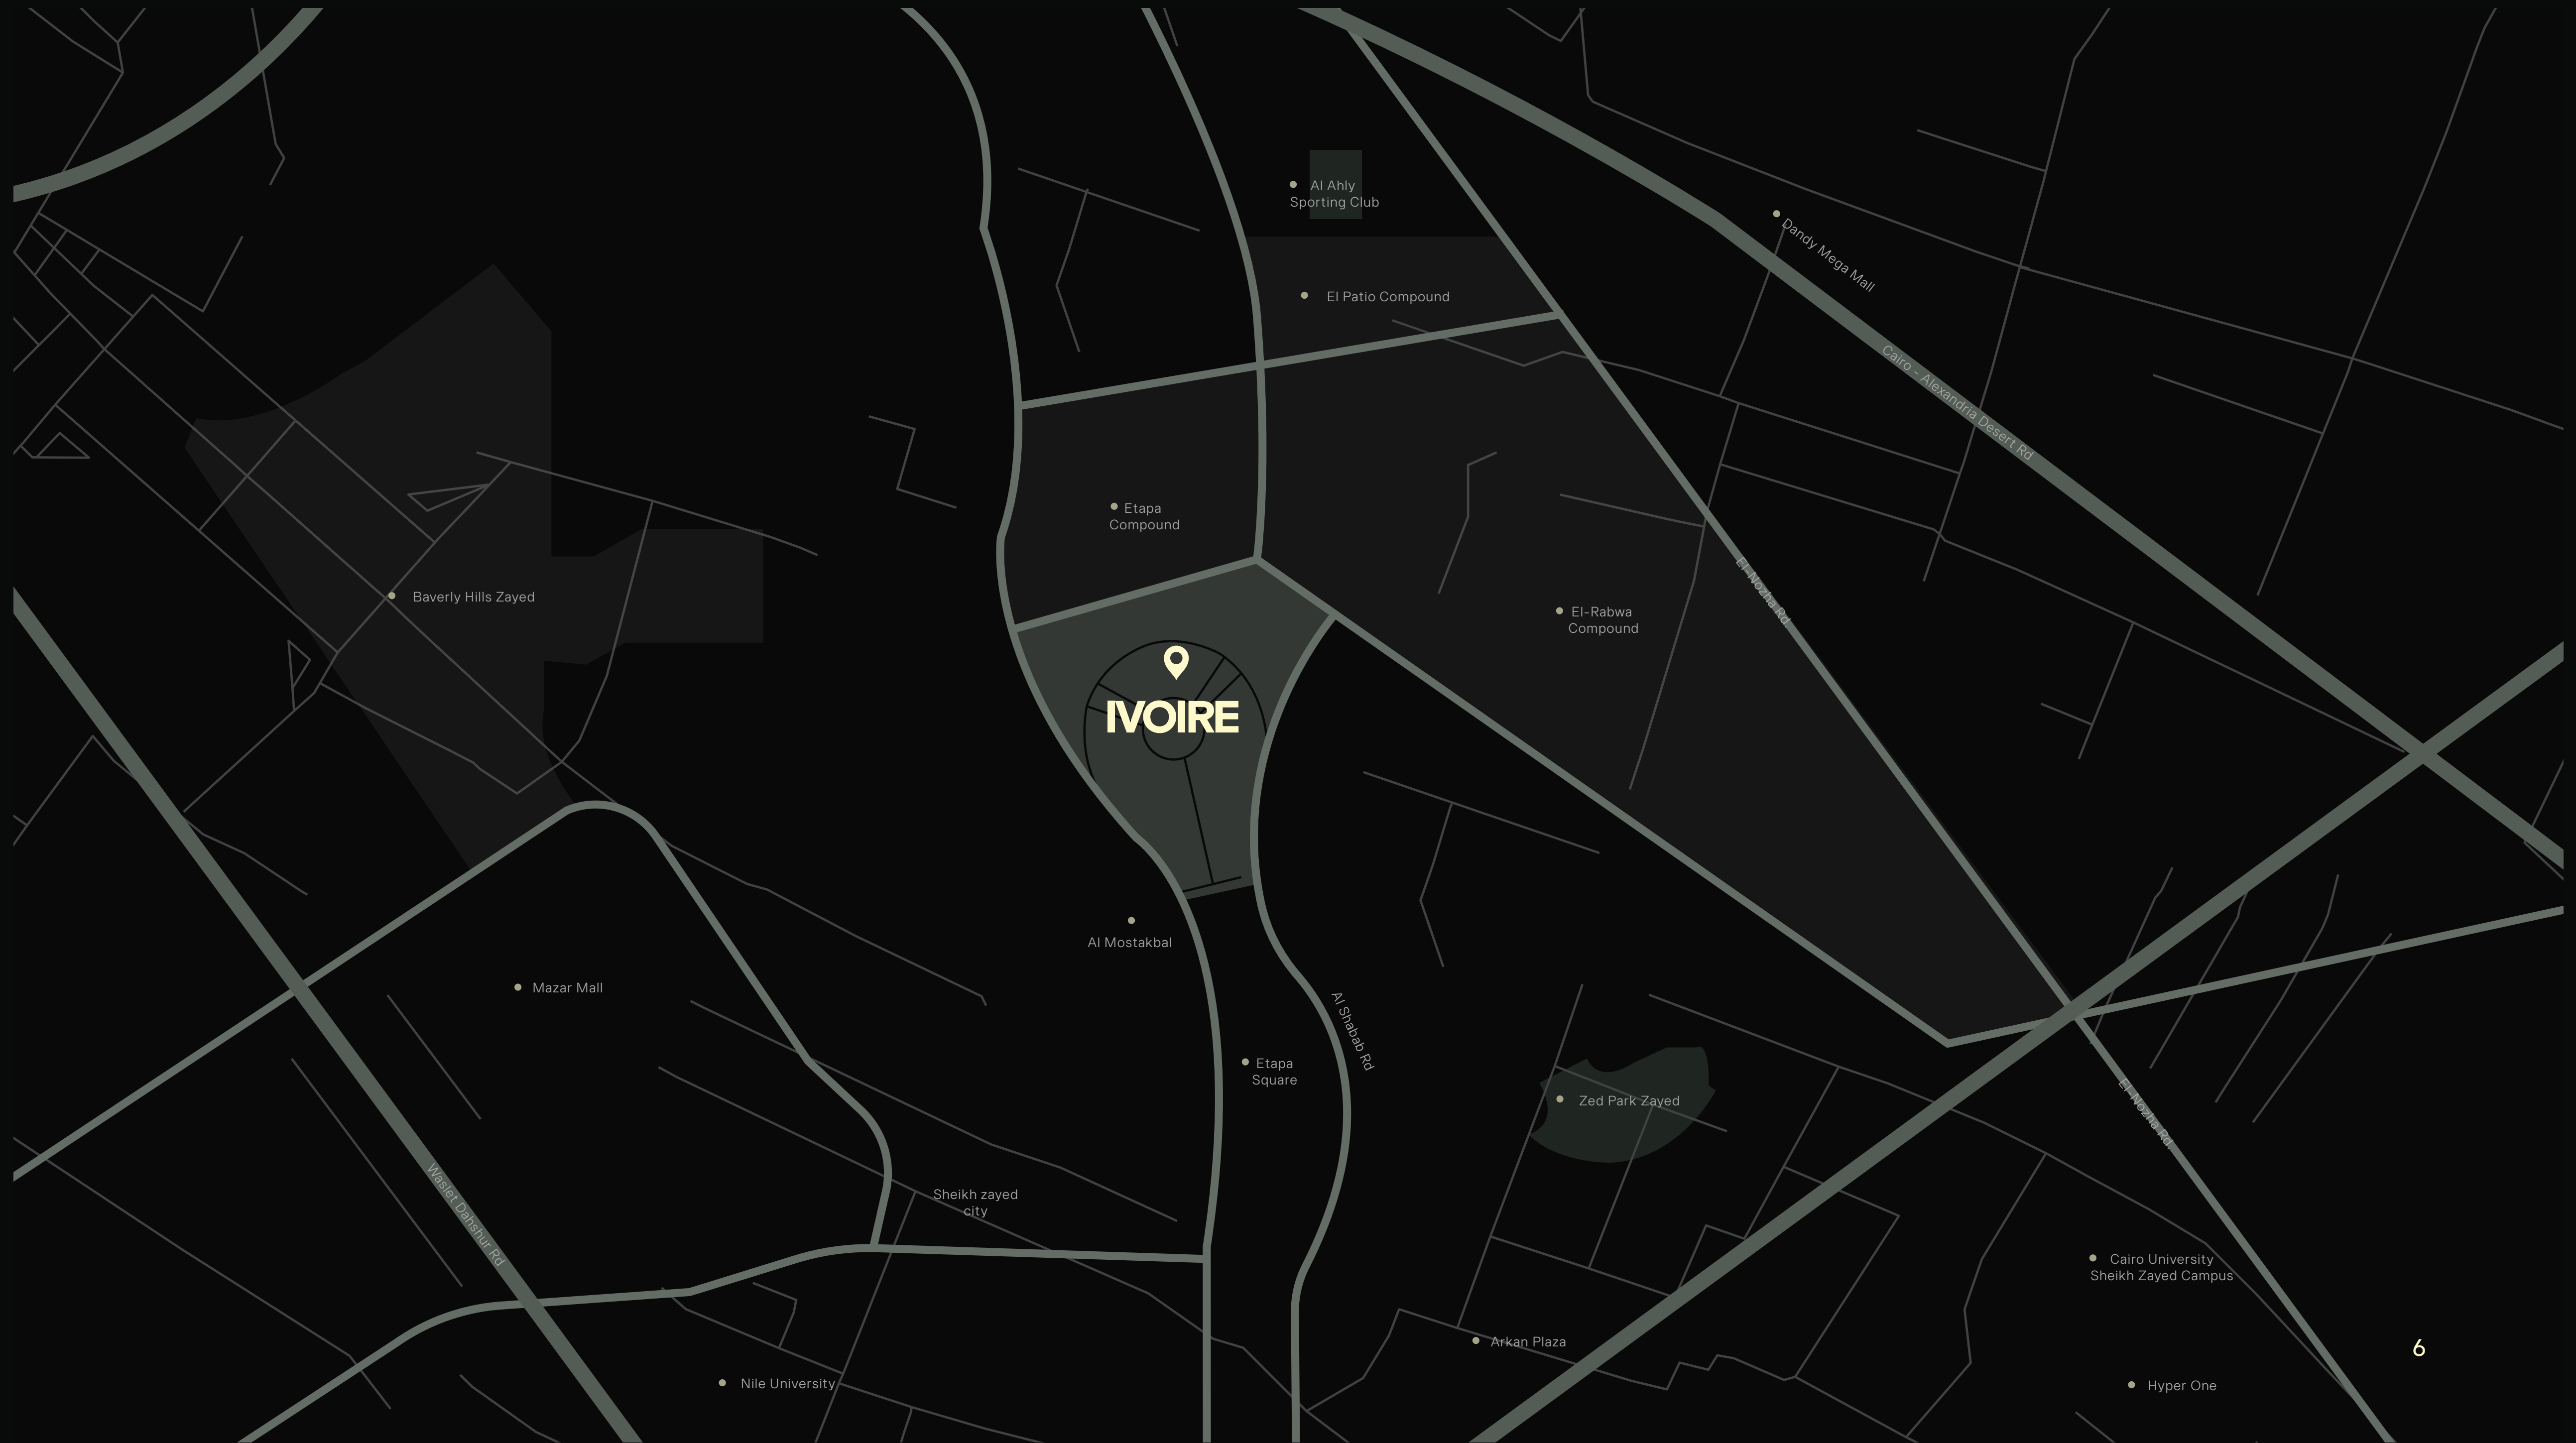 Al Ahly
Sporting Club
Dandy Mega Mall
El Patio Compound
Cairo - Alexandria Desert Rd
Etapa
Compound
El-Nozha Rd
Baverly Hills Zayed
El-Rabwa
Compound
IVOIRE
Al Mostakbal
Mazar Mall
Al Shabab Rd
Etapa
Square
Zed Park Zayed
El-Nozha Rd
Waslet Dahshur Rd
Sheikh zayed
city
Cairo University
Sheikh Zayed Campus
Arkan Plaza
6
Nile University
Hyper One